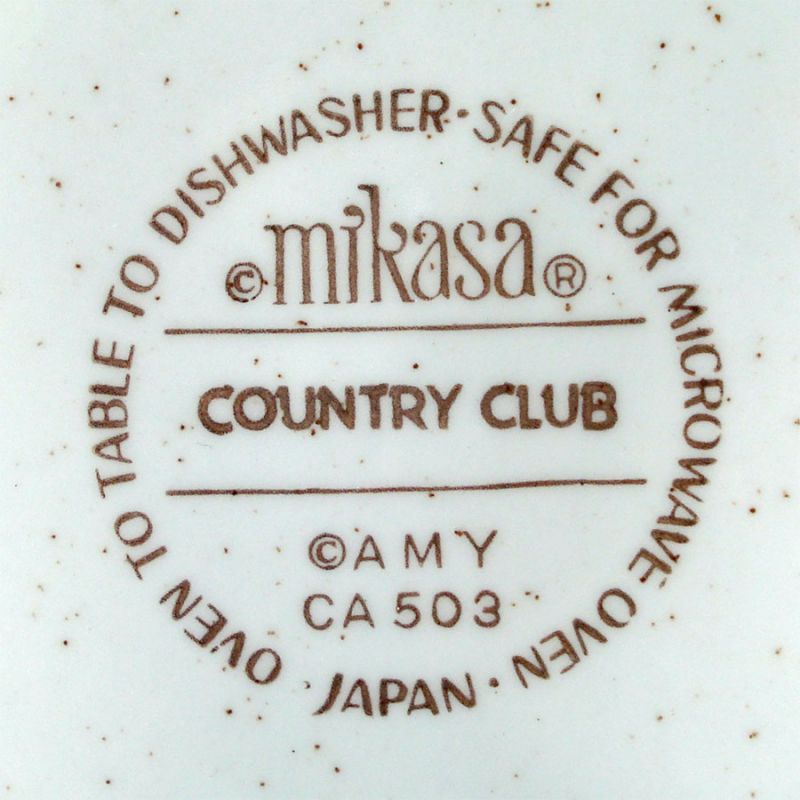 OVEN TO TABLE TO DISHWASHER · SAFE FOR MICROWAVE OVEN ·
© mikasa ®
COUNTRY CLUB
© AMY
CA 503
JAPAN